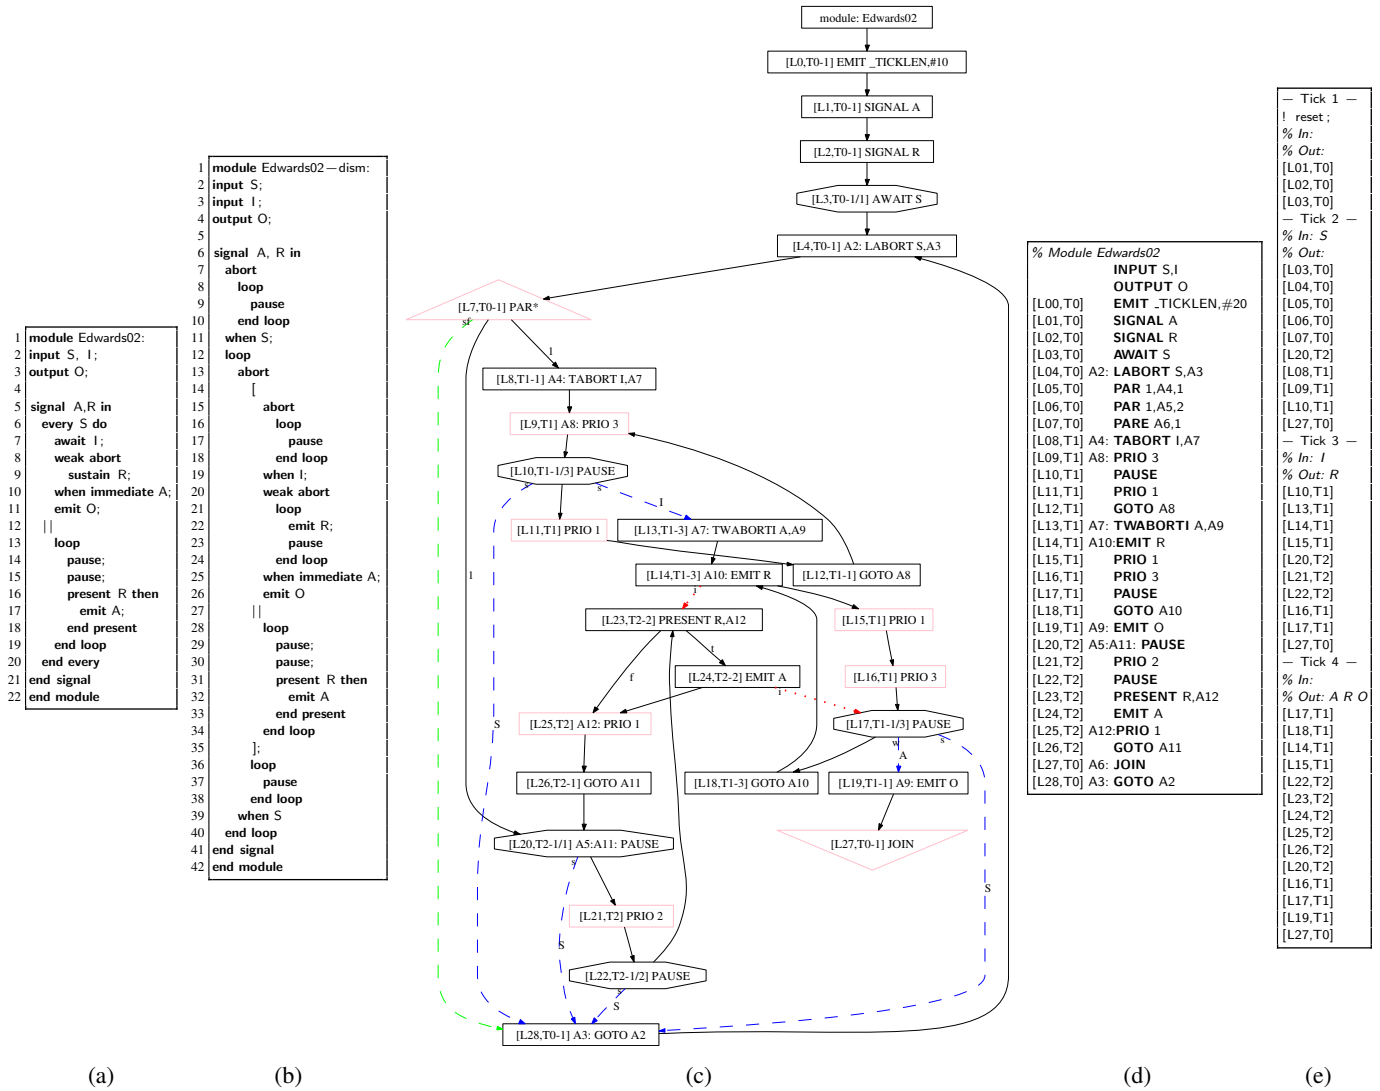 1 module Edwards02:
2 input S, I;
3 output O;
4
5 signal A,R in
6 every S do
7 await I;
8 weak abort
9 sustain R;
10 when immediate A;
11 emit O;
12 ||
13 loop
14 pause;
15 pause;
16 present R then
17 emit A;
18 end present
19 end loop
20 end every
21 end signal
22 end module
(a)
1 module Edwards02−dism:
2 input S;
3 input I;
4 output O;
5
6 signal A, R in
7 abort
8 loop
9 pause
10 end loop
11 when S;
12 loop
13 abort
14 [
15 abort
16 loop
17 pause
18 end loop
19 when I;
20 weak abort
21 loop
22 emit R;
23 pause
24 end loop
25 when immediate A;
26 emit O
27 ||
28 loop
29 pause;
30 pause;
31 present R then
32 emit A
33 end present
34 end loop
35 ];
36 loop
37 pause
38 end loop
39 when S
40 end loop
41 end signal
42 end module
(b)
module: Edwards02
[L0,T0-1] EMIT _TICKLEN,#10
[L1,T0-1] SIGNAL A
[L2,T0-1] SIGNAL R
[L3,T0-1/1] AWAIT S
[L4,T0-1] A2: LABORT S,A3
[L7,T0-1] PAR*
sf
1
[L8,T1-1] A4: TABORT I,A7
[L9,T1] A8: PRIO 3
[L10,T1-1/3] PAUSE
s
s
I
[L11,T1] PRIO 1
[L13,T1-3] A7: TWABORTI A,A9
1
[L14,T1-3] A10: EMIT R
[L12,T1-1] GOTO A8
i
[L23,T2-2] PRESENT R,A12
[L15,T1] PRIO 1
f
t
[L24,T2-2] EMIT A
[L16,T1] PRIO 3
i
S
[L25,T2] A12: PRIO 1
[L17,T1-1/3] PAUSE
w
s
A
[L26,T2-1] GOTO A11
[L18,T1-3] GOTO A10
[L19,T1-1] A9: EMIT O
[L20,T2-1/1] A5:A11: PAUSE
[L27,T0-1] JOIN
s
S
[L21,T2] PRIO 2
S
[L22,T2-1/2] PAUSE
s
S
[L28,T0-1] A3: GOTO A2
(c)
% Module Edwards02
INPUT S,I
OUTPUT O
[L00,T0] EMIT _TICKLEN,#20
[L01,T0] SIGNAL A
[L02,T0] SIGNAL R
[L03,T0] AWAIT S
[L04,T0] A2: LABORT S,A3
[L05,T0] PAR 1,A4,1
[L06,T0] PAR 1,A5,2
[L07,T0] PARE A6,1
[L08,T1] A4: TABORT I,A7
[L09,T1] A8: PRIO 3
[L10,T1] PAUSE
[L11,T1] PRIO 1
[L12,T1] GOTO A8
[L13,T1] A7: TWABORTI A,A9
[L14,T1] A10:EMIT R
[L15,T1] PRIO 1
[L16,T1] PRIO 3
[L17,T1] PAUSE
[L18,T1] GOTO A10
[L19,T1] A9: EMIT O
[L20,T2] A5:A11: PAUSE
[L21,T2] PRIO 2
[L22,T2] PAUSE
[L23,T2] PRESENT R,A12
[L24,T2] EMIT A
[L25,T2] A12:PRIO 1
[L26,T2] GOTO A11
[L27,T0] A6: JOIN
[L28,T0] A3: GOTO A2
(d)
− Tick 1 −
! reset;
% In:
% Out:
[L01,T0]
[L02,T0]
[L03,T0]
− Tick 2 −
% In: S
% Out:
[L03,T0]
[L04,T0]
[L05,T0]
[L06,T0]
[L07,T0]
[L20,T2]
[L08,T1]
[L09,T1]
[L10,T1]
[L27,T0]
− Tick 3 −
% In: I
% Out: R
[L10,T1]
[L13,T1]
[L14,T1]
[L15,T1]
[L20,T2]
[L21,T2]
[L22,T2]
[L16,T1]
[L17,T1]
[L27,T0]
− Tick 4 −
% In:
% Out: A R O
[L17,T1]
[L18,T1]
[L14,T1]
[L15,T1]
[L22,T2]
[L23,T2]
[L24,T2]
[L25,T2]
[L26,T2]
[L20,T2]
[L16,T1]
[L17,T1]
[L19,T1]
[L27,T0]
(e)